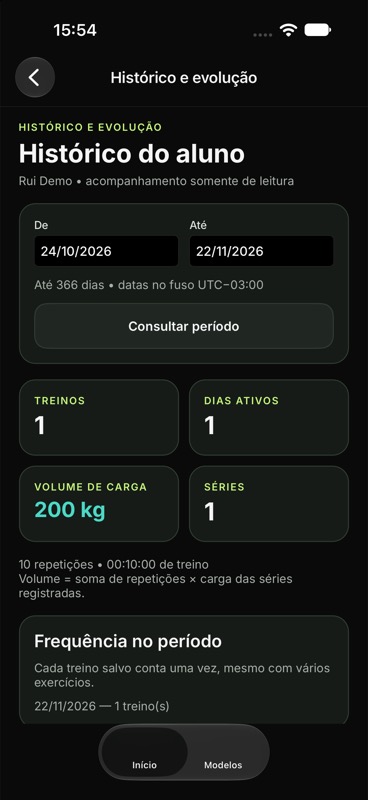 15:54
Histórico e evolução
HISTÓRICO E EVOLUÇÃO
Histórico do aluno
Rui Demo • acompanhamento somente de leitura
De
Até
24/10/2026
22/11/2026
Até 366 dias • datas no fuso UTC−03:00
Consultar período
TREINOS
1
DIAS ATIVOS
1
VOLUME DE CARGA
200 kg
SÉRIES
1
10 repetições • 00:10:00 de treino
Volume = soma de repetições × carga das séries
registradas.
Frequência no período
Cada treino salvo conta uma vez, mesmo com vários
exercícios.
22/11/2026 — 1 treino(s)
Início
Modelos